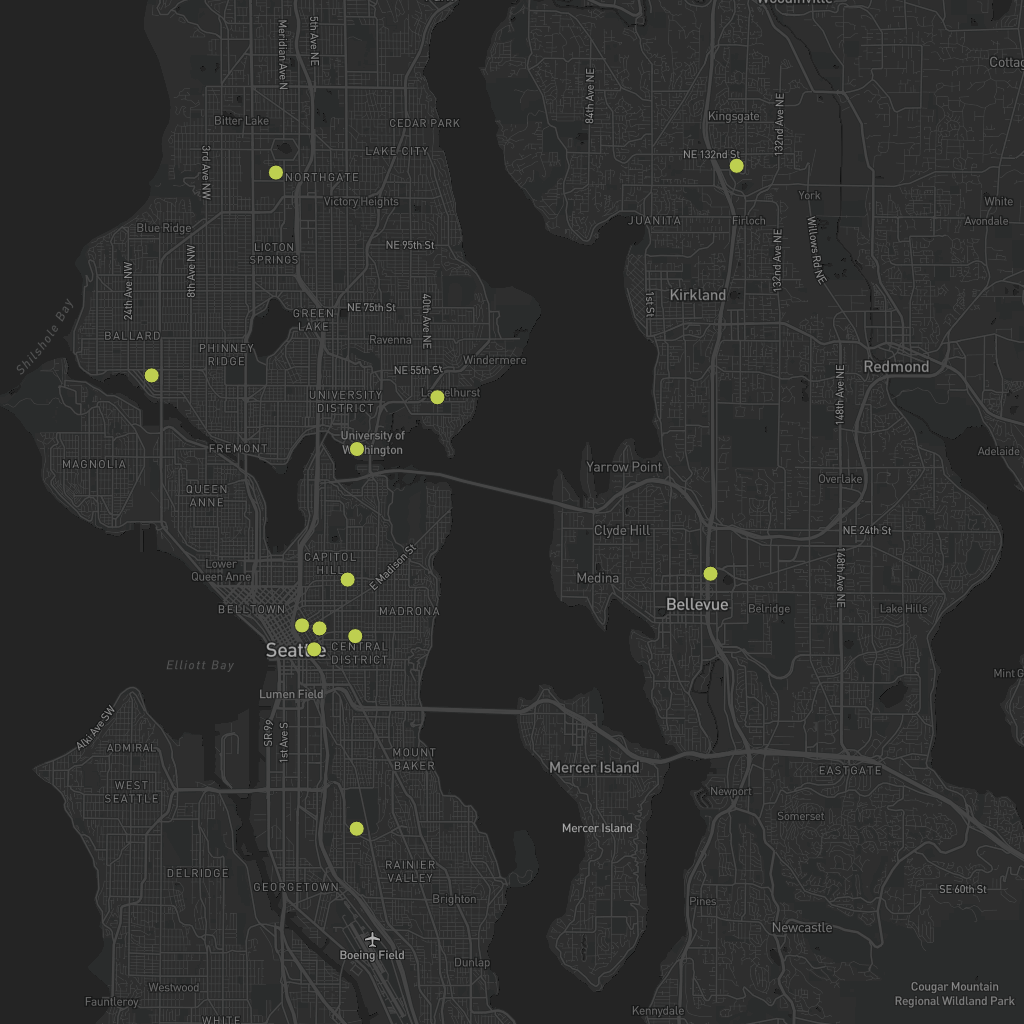 Woodinville
Meridian Ave N
5th Ave NE
Cottag
84th Ave NE
Bitter Lake
CEDAR PARK
Kingsgate
132nd Ave NE
3rd Ave NW
LAKE CITY
NE 132nd St
NORTHGATE
Victory Heights
York
White
Blue Ridge
JUANITA
Firloch
Avondale
8th Ave NW
LICTON
SPRINGS
NE 95th St
Willows Rd NE
132nd Ave NE
24th Ave NW
40th Ave NE
1st St
Kirkland
Shilshole Bay
NE 75th St
GREEN
LAKE
BALLARD
PHINNEY
RIDGE
Ravenna
Windermere
NE 55th St
Redmond
148th Ave NE
UNIVERSITY
DISTRICT
University of
Washington
FREMONT
Adelaide
MAGNOLIA
Yarrow Point
Overlake
QUEEN
ANNE
Clyde Hill
NE 24th St
CAPITOL
HILL
E Madison St
Lower
Queen Anne
Medina
148th Ave NE
BELLTOWN
MADRONA
Bellevue
Belridge
Lake Hills
Seattle
CENTRAL
DISTRICT
Elliott Bay
Mint G
Lumen Field
Alki Ave SW
SR-99
1st Ave S
ADMIRAL
MOUNT
BAKER
Mercer Island
EASTGATE
WEST
SEATTLE
Newport
Somerset
Mercer Island
DELRIDGE
RAINIER
VALLEY
GEORGETOWN
Brighton
SE 60th St
Pines
Newcastle
Boeing Field
Dunlap
Westwood
Cougar Mountain
Regional Wildland Park
Fauntleroy
Kennydale
WHITE